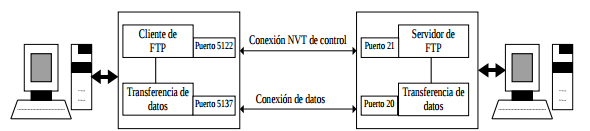 Cliente de
FTP
Puerto 5122
Conexión NVT de control
Puerto 21
Servidor de
FTP
Transferencia de
datos
Puerto 5137
Conexión de datos
Puerto 20
Transferencia de
datos